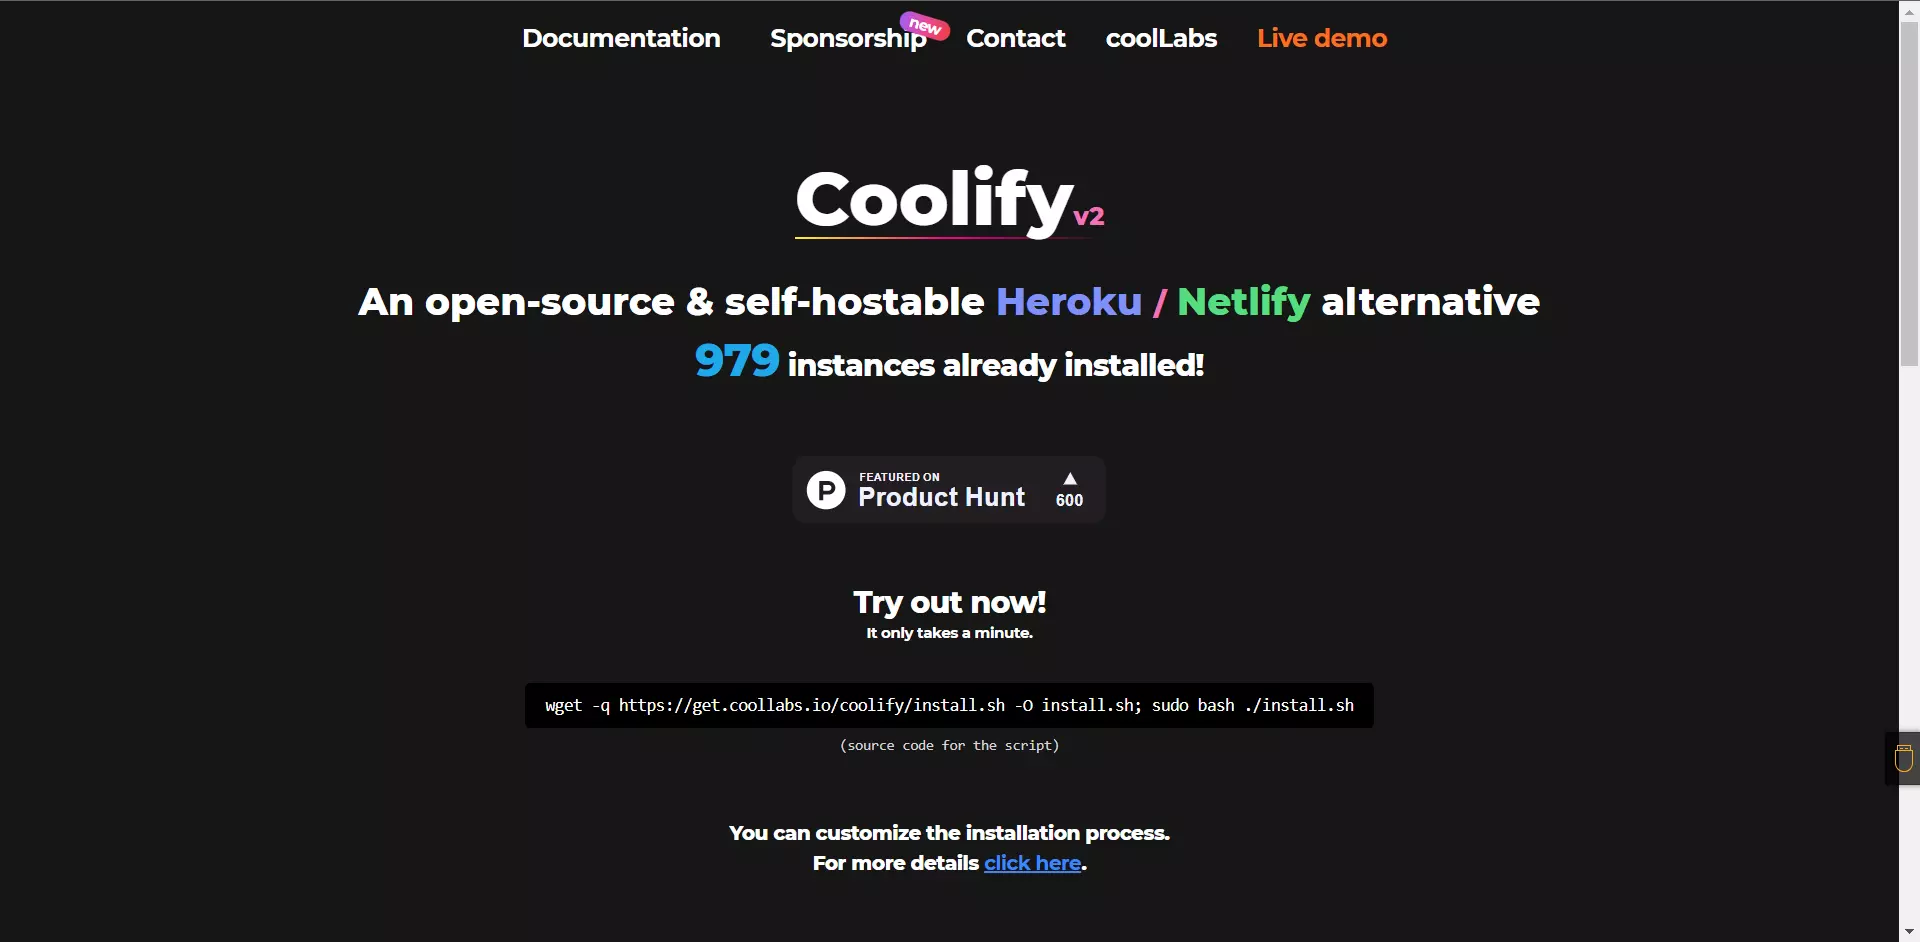 Documentation Sponsorship new Contact coolLabs Live demo
Coolify v2
An open-source & self-hostable Heroku / Netlify alternative
979 instances already installed!
P FEATURED ON
Product Hunt
▲
600
Try out now!
It only takes a minute.
wget -q https://get.coollabs.io/coolify/install.sh -O install.sh; sudo bash ./install.sh
(source code for the script)
You can customize the installation process.
For more details click here.